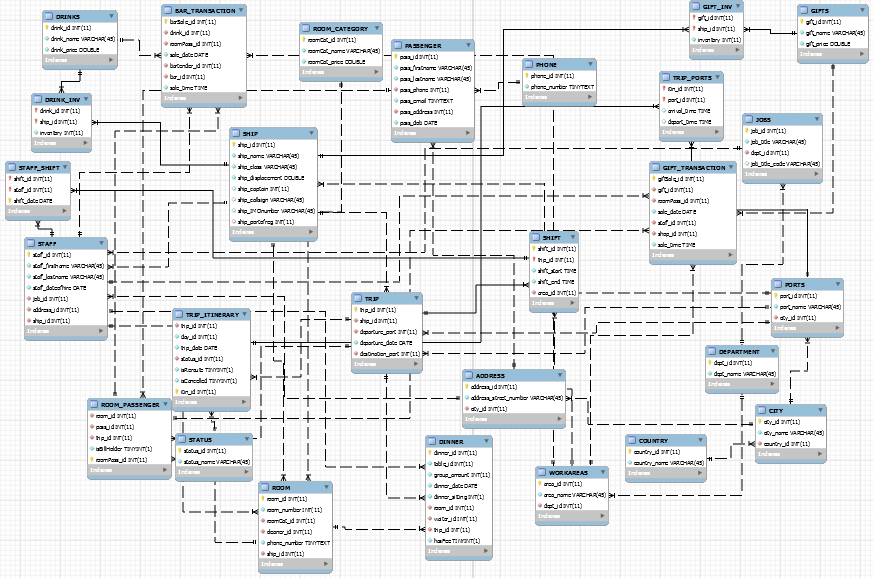 DRINKS
drink_id INT(11)
drink_name VARCHAR(45)
drink_price DOUBLE
Indexes
BAR_TRANSACTION
barSale_id INT(11)
drink_id INT(11)
roomPass_id INT(11)
sale_date DATE
bartender_id INT(11)
bar_id INT(11)
sale_time TIME
Indexes
ROOM_CATEGORY
roomCat_id INT(11)
roomCat_name VARCHAR(45)
roomCat_price DOUBLE
Indexes
PASSENGER
pass_id INT(11)
pass_firstname VARCHAR(45)
pass_lastname VARCHAR(45)
pass_phone INT(11)
pass_email TINYTEXT
pass_address INT(11)
pass_dob DATE
Indexes
PHONE
phone_id INT(11)
phone_number TINYTEXT
Indexes
GIFT_INV
gift_id INT(11)
ship_id INT(11)
inventory INT(11)
Indexes
GIFTS
gift_id INT(11)
gift_name VARCHAR(45)
gift_price DOUBLE
Indexes
TRIP_PORTS
itin_id INT(11)
port_id INT(11)
arrival_time TIME
depart_time TIME
Indexes
JOBS
job_id INT(11)
job_title VARCHAR(45)
dept_id INT(11)
job_title_code VARCHAR(45)
Indexes
DRINK_INV
drink_id INT(11)
ship_id INT(11)
inventory INT(11)
Indexes
SHIP
ship_id INT(11)
ship_name VARCHAR(45)
ship_class VARCHAR(45)
ship_displacement DOUBLE
ship_captain INT(11)
ship_callsign VARCHAR(45)
ship_IMOnumber VARCHAR(45)
ship_portofreg INT(11)
Indexes
STAFF_SHIFT
shift_id INT(11)
staff_id INT(11)
shift_date DATE
Indexes
GIFT_TRANSACTION
giftSale_id INT(11)
gift_id INT(11)
roomPass_id INT(11)
sale_date DATE
staff_id INT(11)
shop_id INT(11)
sale_time TIME
Indexes
STAFF
staff_id INT(11)
staff_firstname VARCHAR(45)
staff_lastname VARCHAR(45)
staff_dateofhire DATE
job_id INT(11)
address_id INT(11)
ship_id INT(11)
Indexes
SHIFT
shift_id INT(11)
trip_id INT(11)
shift_start TIME
shift_end TIME
area_id INT(11)
Indexes
PORTS
port_id INT(11)
port_name VARCHAR(45)
city_id INT(11)
Indexes
TRIP_ITINERARY
trip_id INT(11)
day_id INT(11)
trip_date DATE
status_id INT(11)
isReroute TINYINT(1)
isCancelled TINYINT(1)
itin_id INT(11)
Indexes
TRIP
trip_id INT(11)
ship_id INT(11)
departure_port INT(11)
departure_date DATE
destination_port INT(11)
Indexes
DEPARTMENT
dept_id INT(11)
dept_name VARCHAR(45)
Indexes
ADDRESS
address_id INT(11)
address_street_number VARCHAR(45)
city_id INT(11)
Indexes
ROOM_PASSENGER
room_id INT(11)
pass_id INT(11)
trip_id INT(11)
isBillHolder TINYINT(1)
roomPass_id INT(11)
Indexes
CITY
city_id INT(11)
city_name VARCHAR(45)
country_id INT(11)
Indexes
STATUS
status_id INT(11)
status_name VARCHAR(45)
Indexes
DINNER
dinner_id INT(11)
table_id INT(11)
group_amount INT(11)
dinner_date DATE
dinner_sitting INT(11)
room_id INT(11)
waiter_id INT(11)
trip_id INT(11)
hasFee TINYINT(1)
Indexes
COUNTRY
country_id INT(11)
country_name VARCHAR(45)
Indexes
WORKAREAS
area_id INT(11)
area_name VARCHAR(45)
dept_id INT(11)
Indexes
ROOM
room_id INT(11)
room_number INT(11)
roomCat_id INT(11)
cleaner_id INT(11)
phone_number TINYTEXT
ship_id INT(11)
Indexes